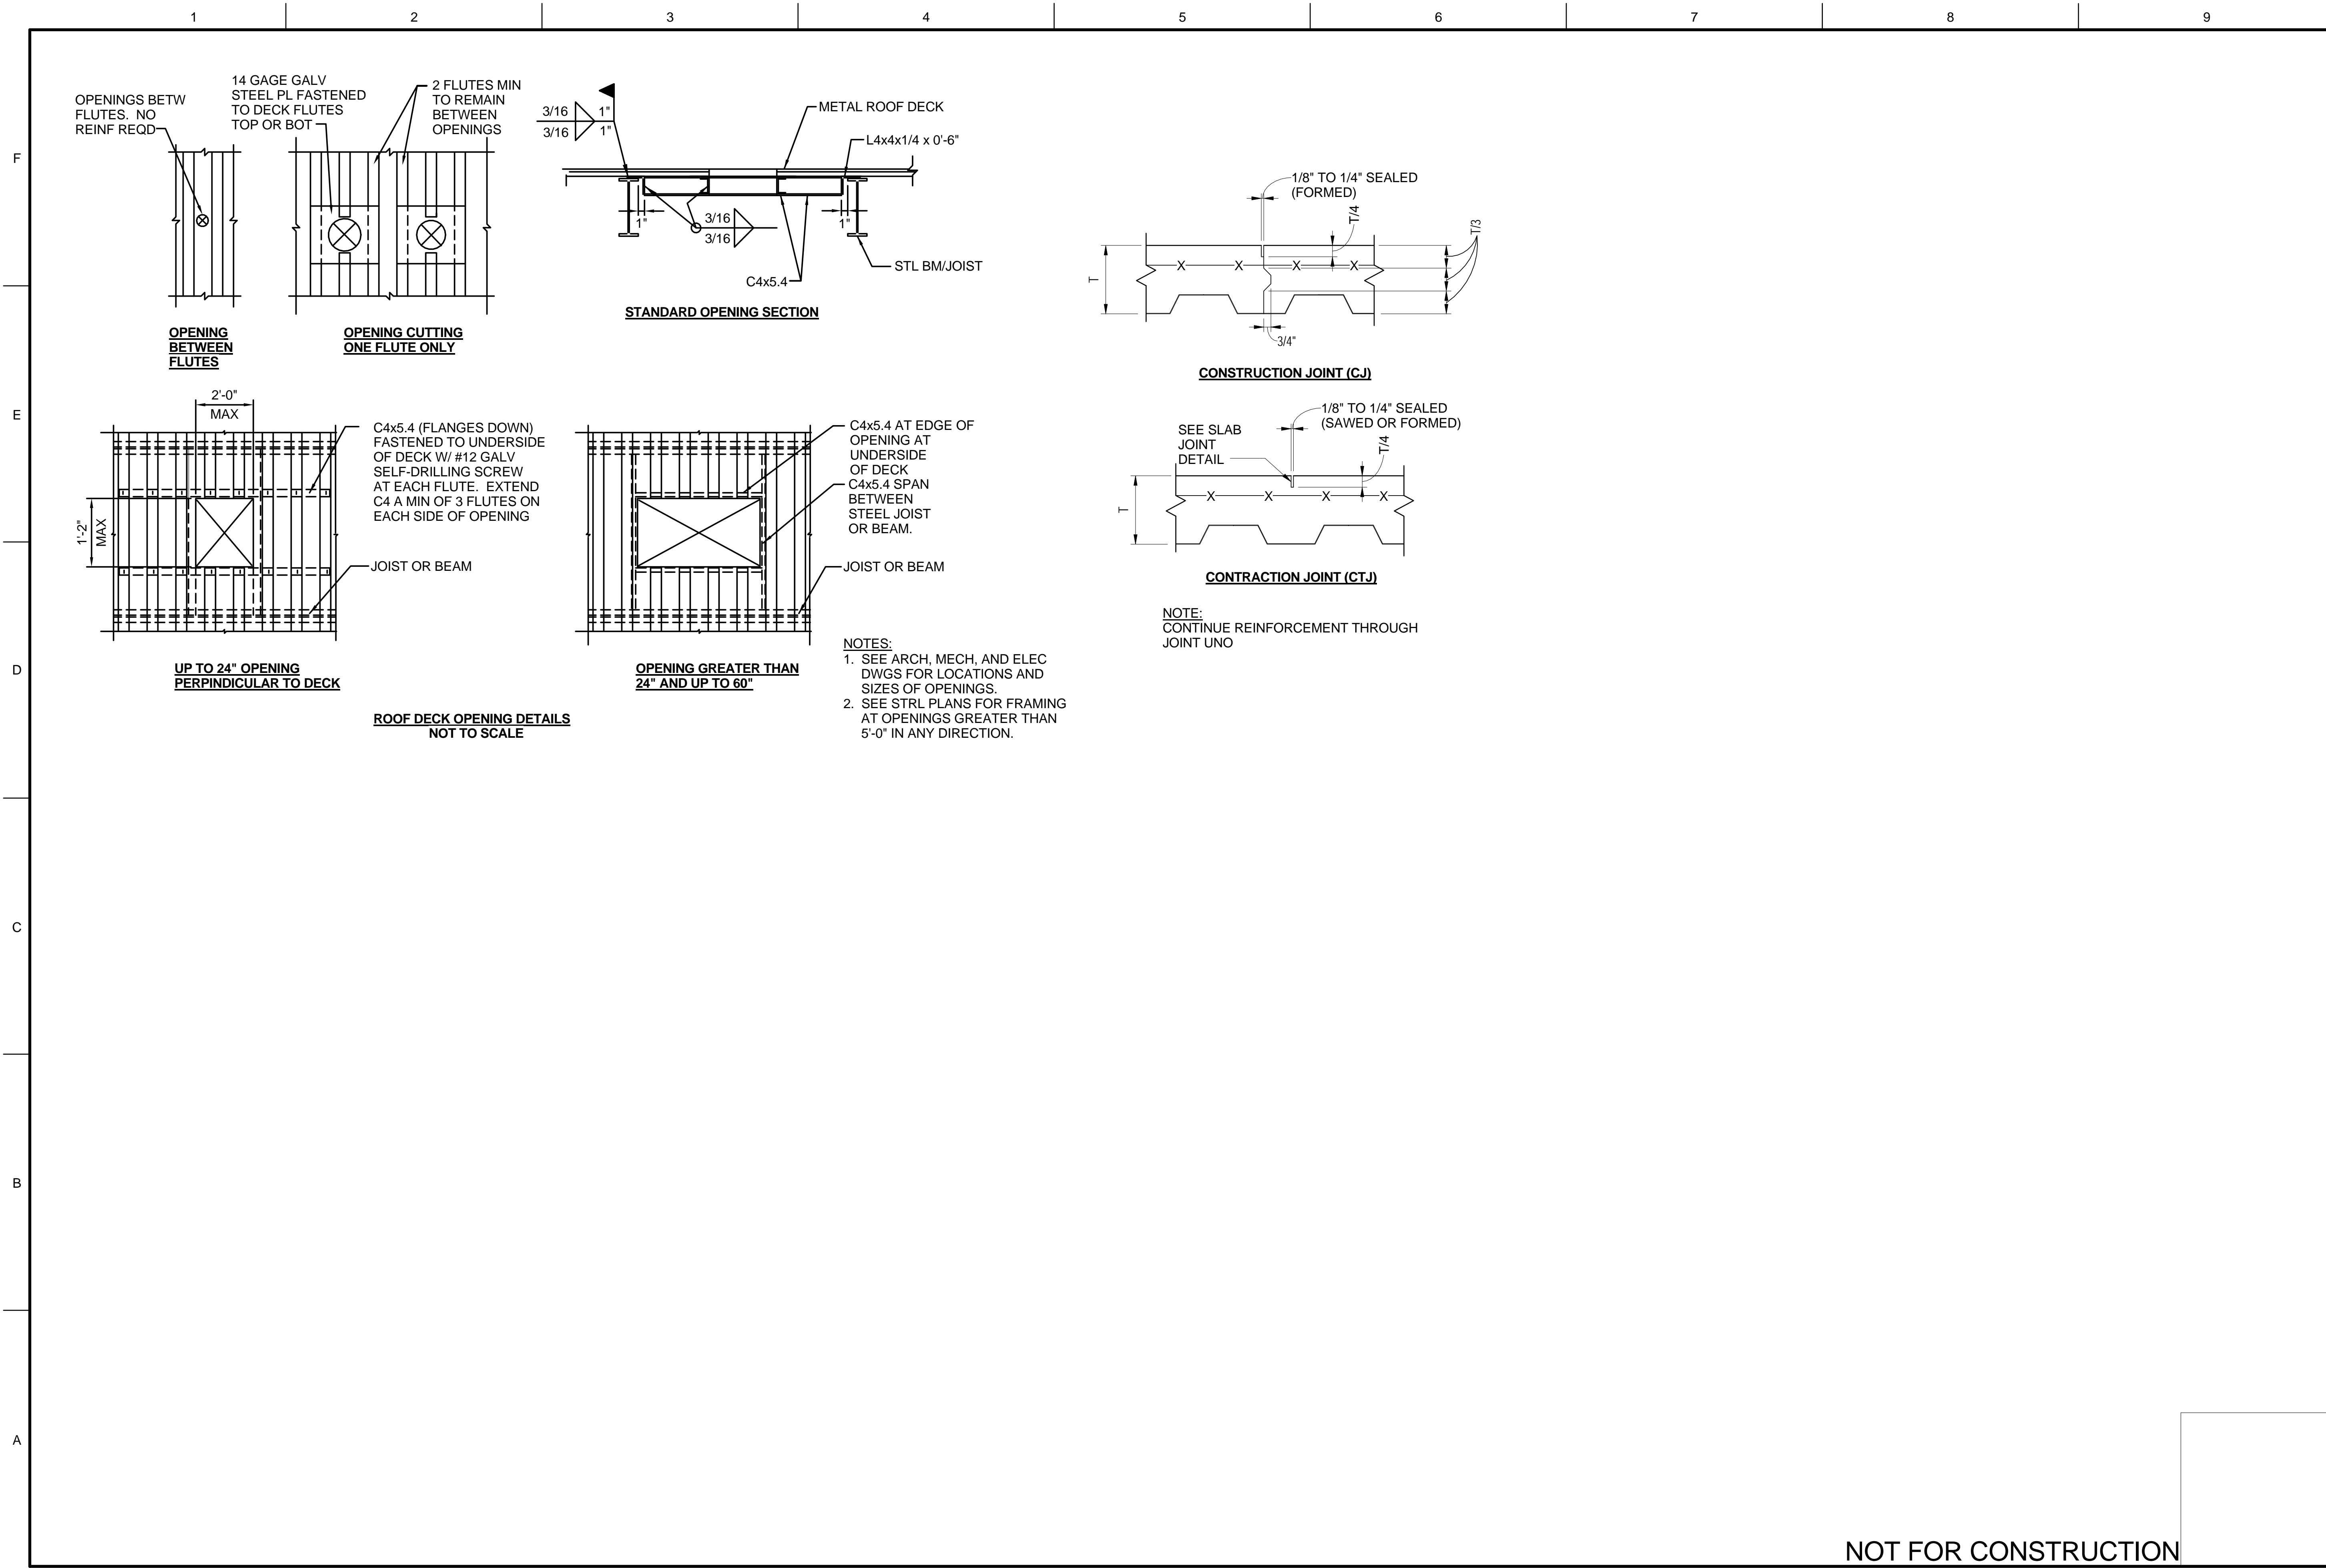 1 2 3 4 5 6 7 8 9
F
E
D
C
B
A
OPENINGS BETW
FLUTES.  NO
REINF REQD
14 GAGE GALV
STEEL PL FASTENED
TO DECK FLUTES
TOP OR BOT
2 FLUTES MIN
TO REMAIN
BETWEEN
OPENINGS
OPENING
BETWEEN
FLUTES
OPENING CUTTING
ONE FLUTE ONLY
3/16 1"
3/16 1"
METAL ROOF DECK
L4x4x1/4 x 0'-6"
1"
3/16
3/16
1"
STL BM/JOIST
C4x5.4
STANDARD OPENING SECTION
1/8" TO 1/4" SEALED
(FORMED)
T/4
T/3
X X X X
T
3/4"
CONSTRUCTION JOINT (CJ)
2'-0"
MAX
1'-2"
MAX
C4x5.4 (FLANGES DOWN)
FASTENED TO UNDERSIDE
OF DECK W/ #12 GALV
SELF-DRILLING SCREW
AT EACH FLUTE.  EXTEND
C4 A MIN OF 3 FLUTES ON
EACH SIDE OF OPENING
JOIST OR BEAM
UP TO 24" OPENING
PERPINDICULAR TO DECK
C4x5.4 AT EDGE OF
OPENING AT
UNDERSIDE
OF DECK
C4x5.4 SPAN
BETWEEN
STEEL JOIST
OR BEAM.
JOIST OR BEAM
OPENING GREATER THAN
24" AND UP TO 60"
NOTES:
1.  SEE ARCH, MECH, AND ELEC
DWGS FOR LOCATIONS AND
SIZES OF OPENINGS.
2.  SEE STRL PLANS FOR FRAMING
AT OPENINGS GREATER THAN
5'-0" IN ANY DIRECTION.
ROOF DECK OPENING DETAILS
NOT TO SCALE
SEE SLAB
JOINT
DETAIL
1/8" TO 1/4" SEALED
(SAWED OR FORMED)
T/4
X X X X
T
CONTRACTION JOINT (CTJ)
NOTE:
CONTINUE REINFORCEMENT THROUGH
JOINT UNO
NOT FOR CONSTRUCTION